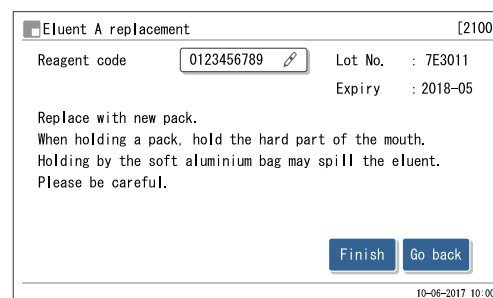 Eluent A replacement [2100
Reagent code 0123456789 Lot No. : 7E3011
Expiry : 2018-05
Replace with new pack.
When holding a pack, hold the hard part of the mouth.
Holding by the soft aluminium bag may spill the eluent.
Please be careful.
Finish Go back
10-06-2017 10:00